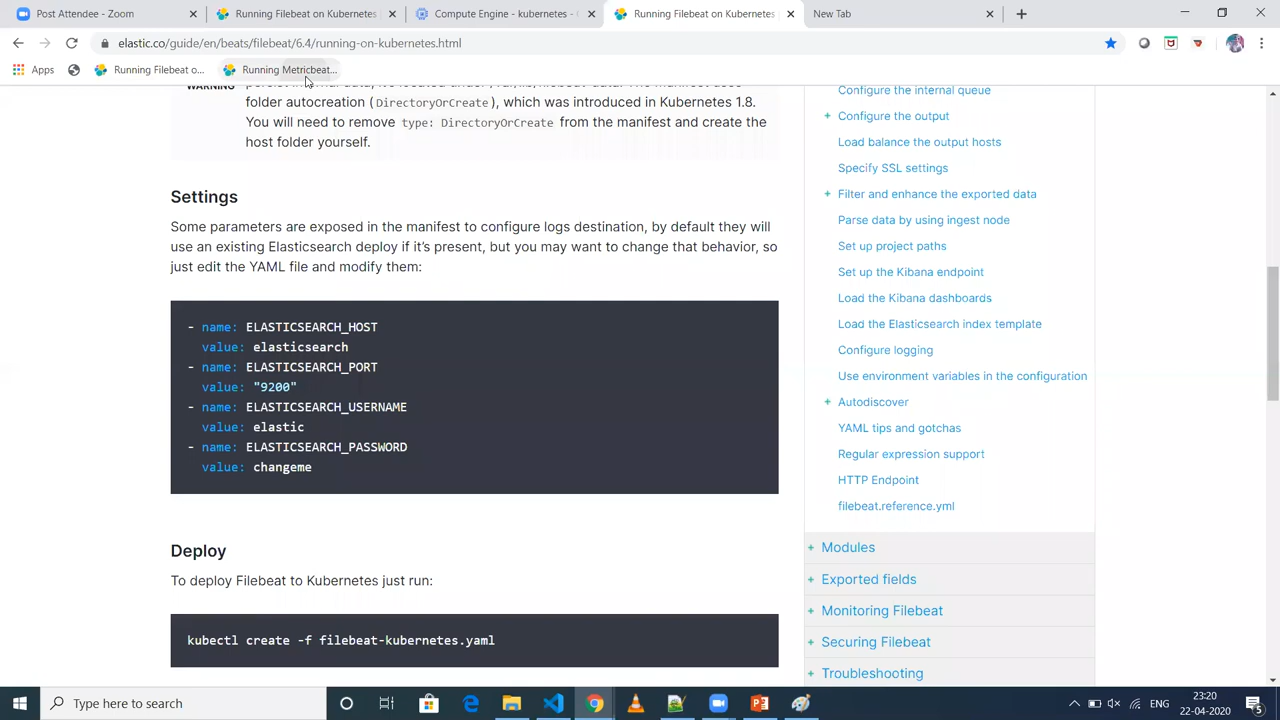 Post Attendee - Zoom
Running Filebeat on Kubernetes
Compute Engine - kubernetes -
Running Filebeat on Kubernetes
New Tab
elastic.co/guide/en/beats/filebeat/6.4/running-on-kubernetes.html
Apps
Running Filebeat o...
Running Metricbeat...
WARNING
folder autocreation (DirectoryOrCreate), which was introduced in Kubernetes 1.8.
You will need to remove type: DirectoryOrCreate from the manifest and create the
host folder yourself.
Settings
Some parameters are exposed in the manifest to configure logs destination, by default they will
use an existing Elasticsearch deploy if it's present, but you may want to change that behavior, so
just edit the YAML file and modify them:
- name: ELASTICSEARCH_HOST
value: elasticsearch
- name: ELASTICSEARCH_PORT
value: "9200"
- name: ELASTICSEARCH_USERNAME
value: elastic
- name: ELASTICSEARCH_PASSWORD
value: changeme
Deploy
To deploy Filebeat to Kubernetes just run:
kubectl create -f filebeat-kubernetes.yaml
Configure the internal queue
+ Configure the output
Load balance the output hosts
Specify SSL settings
+ Filter and enhance the exported data
Parse data by using ingest node
Set up project paths
Set up the Kibana endpoint
Load the Kibana dashboards
Load the Elasticsearch index template
Configure logging
Use environment variables in the configuration
+ Autodiscover
YAML tips and gotchas
Regular expression support
HTTP Endpoint
filebeat.reference.yml
+ Modules
+ Exported fields
+ Monitoring Filebeat
+ Securing Filebeat
+ Troubleshooting
Type here to search
ENG
23:20
22-04-2020
5